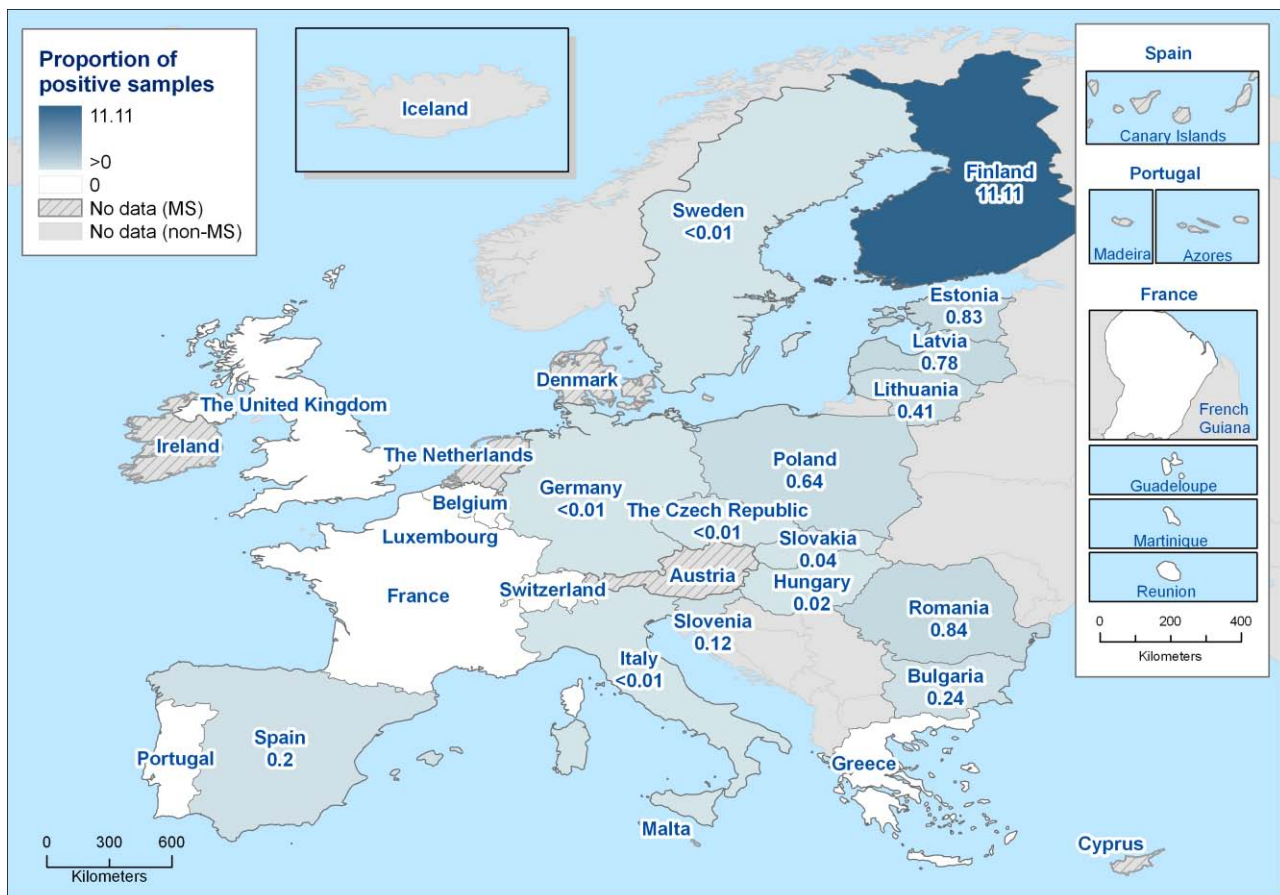 Proportion of
positive samples
11.11
>0
0
No data (MS)
No data (non-MS)
Iceland
Finland
11.11
Sweden
<0.01
Estonia
0.83
Latvia
0.78
Lithuania
0.41
Denmark
The United Kingdom
Ireland
The Netherlands
Belgium
Luxembourg
Germany
<0.01
Poland
0.64
The Czech Republic
<0.01
Slovakia
0.04
Austria
Hungary
0.02
Switzerland
France
Slovenia
0.12
Romania
0.84
Italy
<0.01
Bulgaria
0.24
Spain
0.2
Portugal
Greece
Malta
Cyprus
0 300 600
Kilometers
Spain
Canary Islands
Portugal
Madeira
Azores
France
French
Guiana
Guadeloupe
Martinique
Reunion
0 200 400
Kilometers